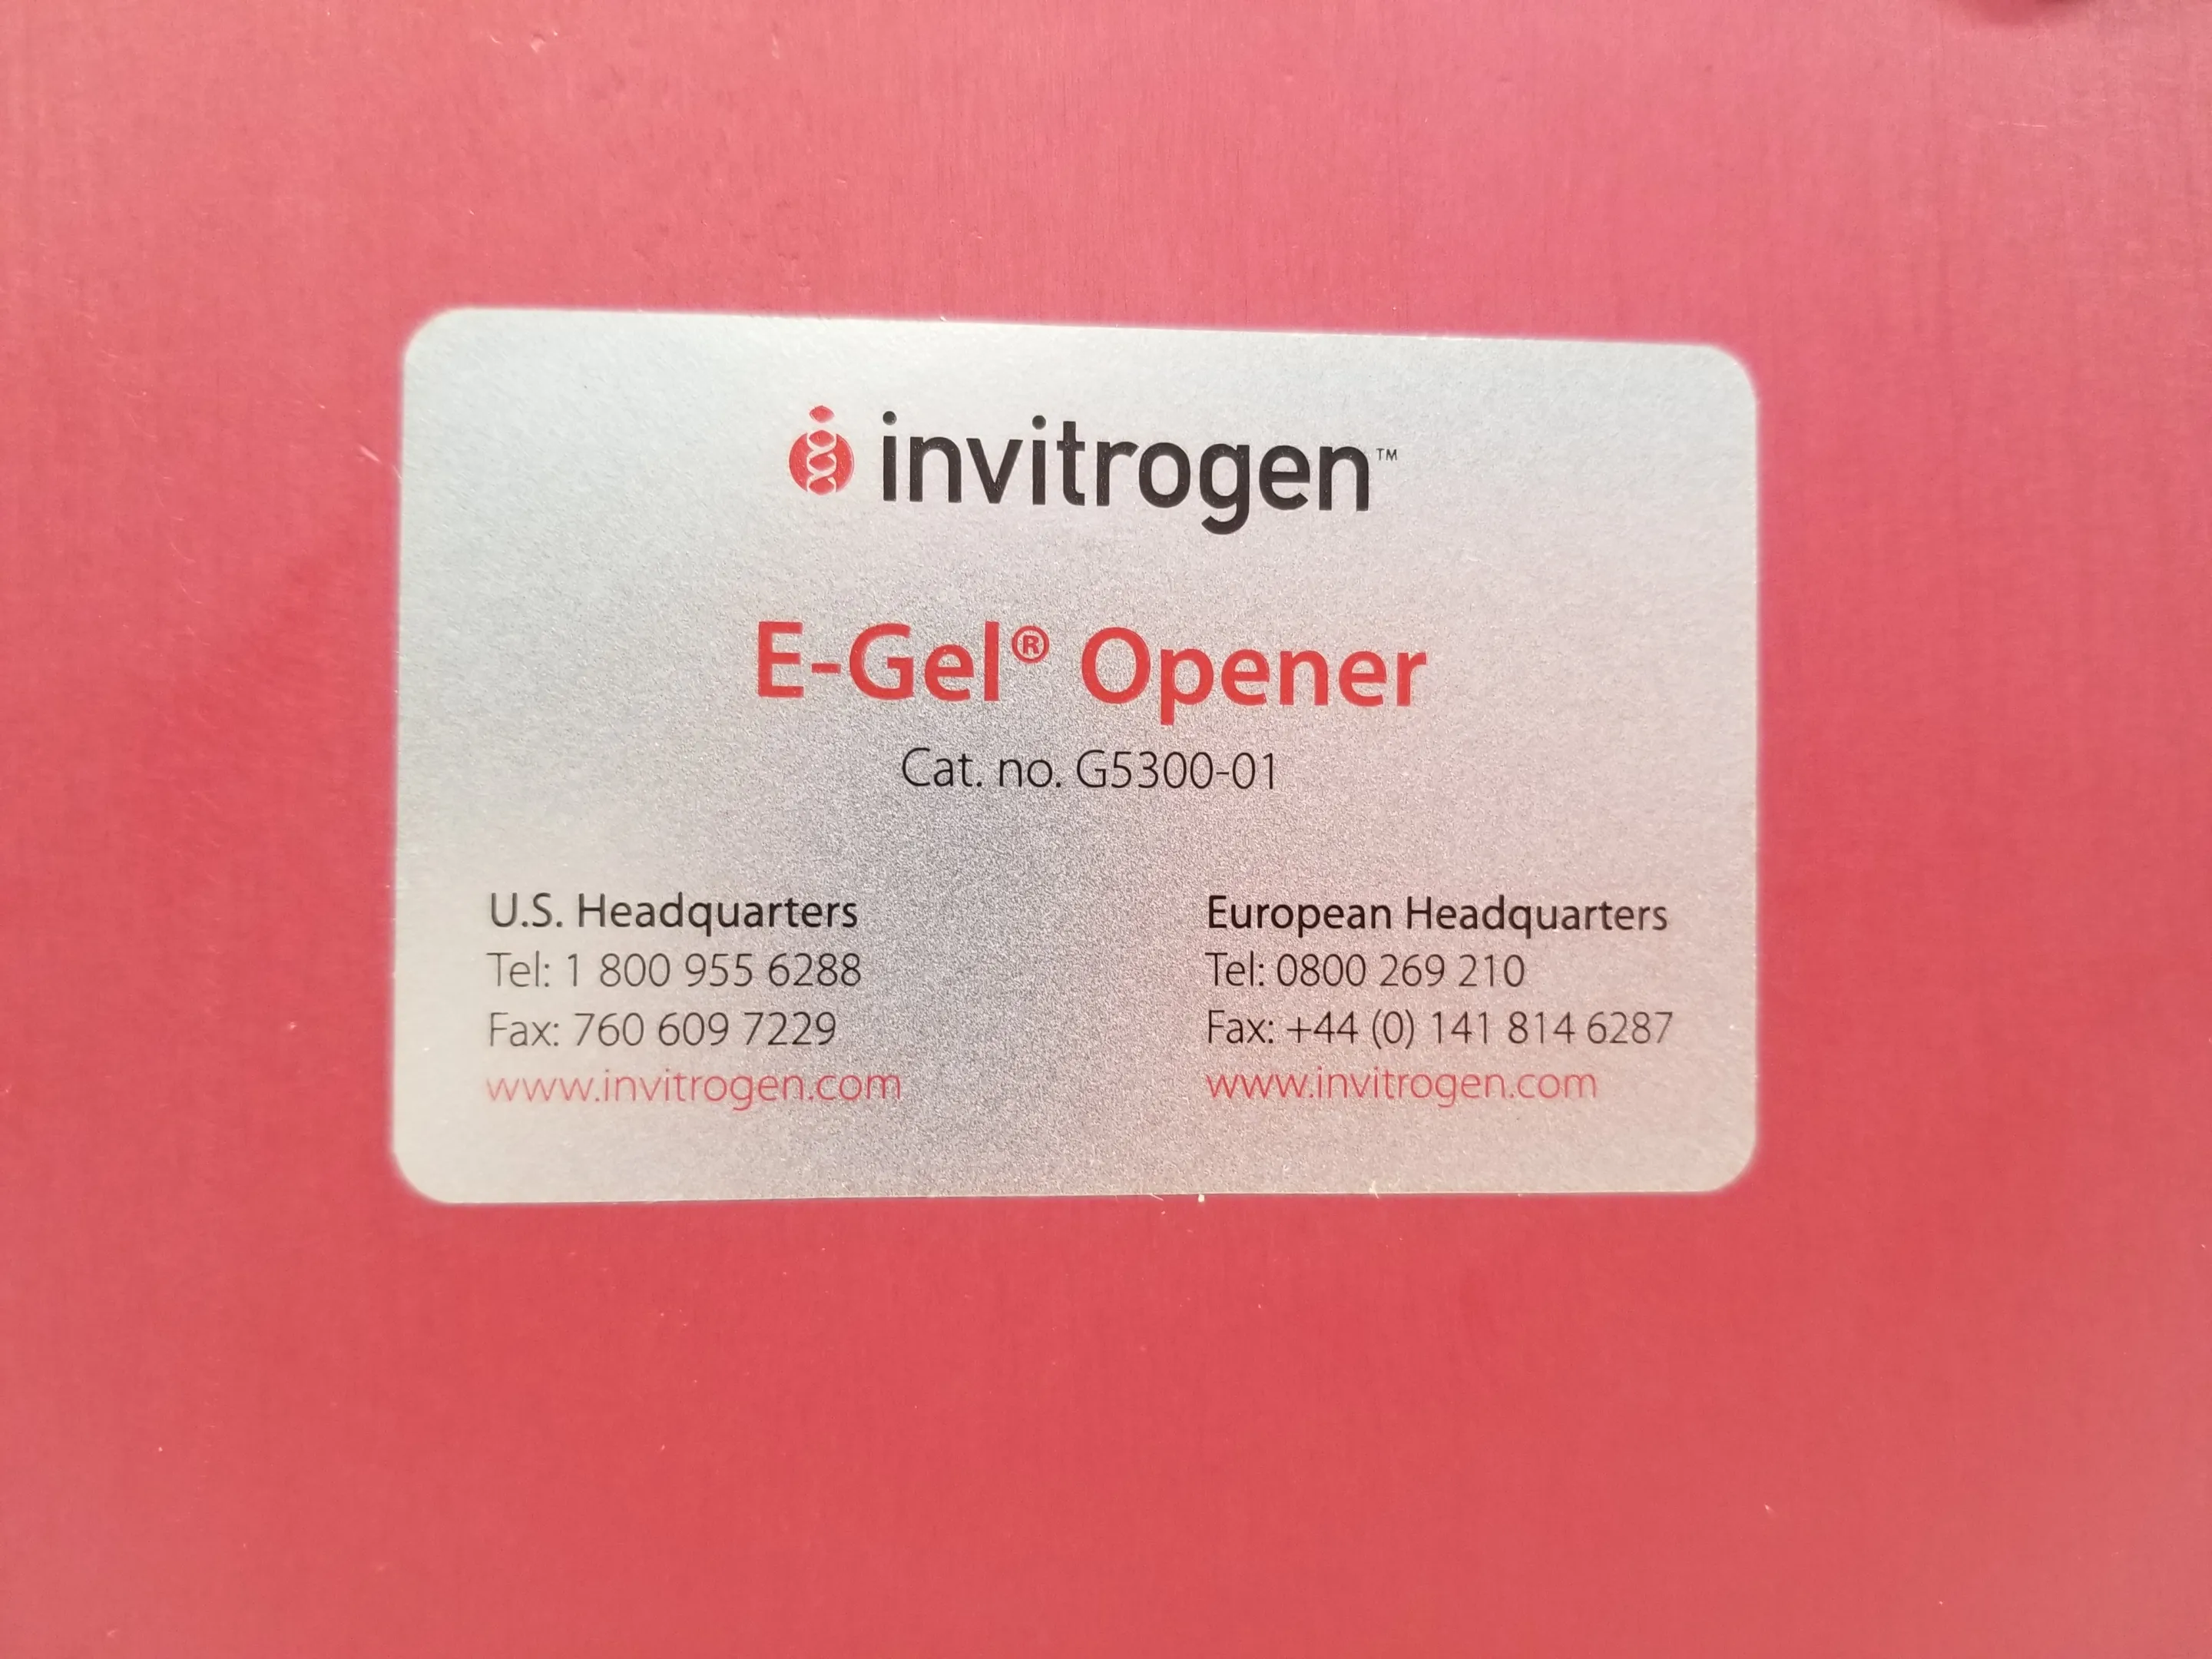 invitrogen™
E-Gel® Opener
Cat. no. G5300-01
U.S. Headquarters
Tel: 1 800 955 6288
Fax: 760 609 7229
www.invitrogen.com
European Headquarters
Tel: 0800 269 210
Fax: +44 (0) 141 814 6287
www.invitrogen.com